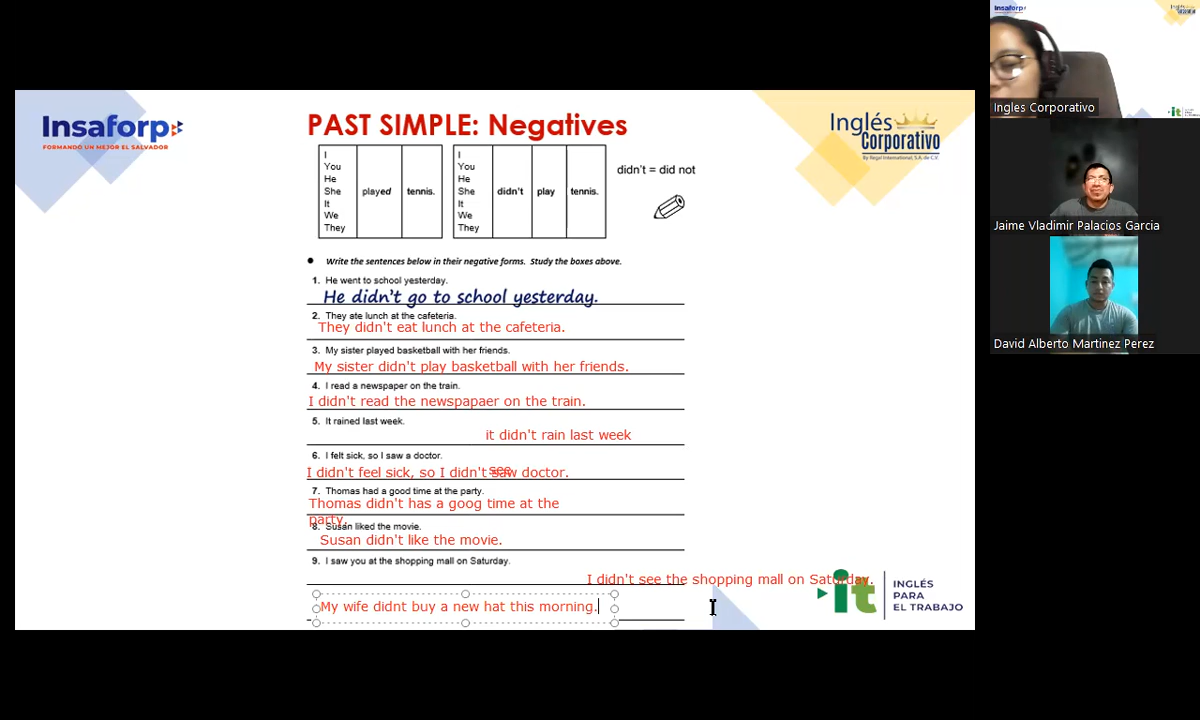 Insaforp
FORMANDO UN MEJOR EL SALVADOR
PAST SIMPLE: Negatives
Inglés
Corporativo
By Regal International, S.A. de C.V.
I
You
He
She
It
We
They
played
tennis.
I
You
He
She
It
We
They
didn't
play
tennis.
didn't = did not
Write the sentences below in their negative forms. Study the boxes above.
1. He went to school yesterday.
He didn't go to school yesterday.
2. They ate lunch at the cafeteria.
They didn't eat lunch at the cafeteria.
3. My sister played basketball with her friends.
My sister didn't play basketball with her friends.
4. I read a newspaper on the train.
I didn't read the newspapaer on the train.
5. It rained last week.
it didn't rain last week
6. I felt sick, so I saw a doctor.
see
I didn't feel sick, so I didn't saw doctor.
7. Thomas had a good time at the party.
Thomas didn't has a goog time at the
party.
8. Susan liked the movie.
Susan didn't like the movie.
9. I saw you at the shopping mall on Saturday.
I didn't see the shopping mall on Saturday.
My wife didnt buy a new hat this morning.
it
INGLÉS
PARA
EL TRABAJO
Insaforp
Ingles Corporativo
it
Jaime Vladimir Palacios Garcia
David Alberto Martinez Perez